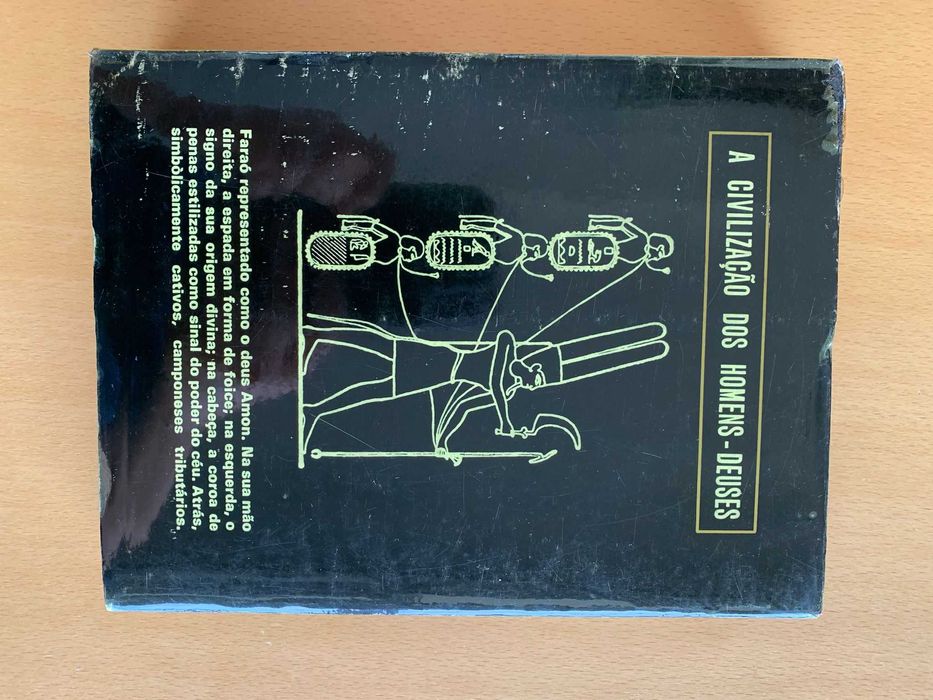 A CIVILIZAÇÃO DOS HOMENS-DEUSES
Faraó representado como o deus Amon. Na sua mão
direita, a espada em forma de foice; na esquerda, o
signo da sua origem divina; na cabeça, a coroa de
penas estilizadas como sinal do poder do céu. Atrás,
simbòlicamente cativos, camponeses tributários.